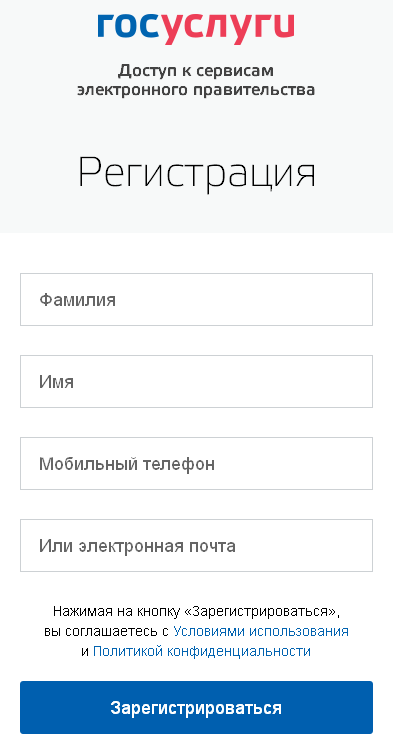 госуслуги
Доступ к сервисам
электронного правительства
Регистрация
Фамилия
Имя
Мобильный телефон
Или электронная почта
Нажимая на кнопку «Зарегистрироваться»,
вы соглашаетесь с Условиями использования
и Политикой конфиденциальности
Зарегистрироваться